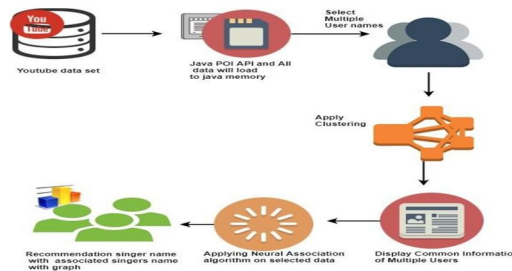 You
Tube
Youtube data set
Java POI API and All
data will load
to java memory
Select
Multiple
User names
Apply
Clustering
Display Common Information
of Multiple Users
Applying Neural Association
algorithm on selected data
Recommendation singer name
with associated singers name
with graph